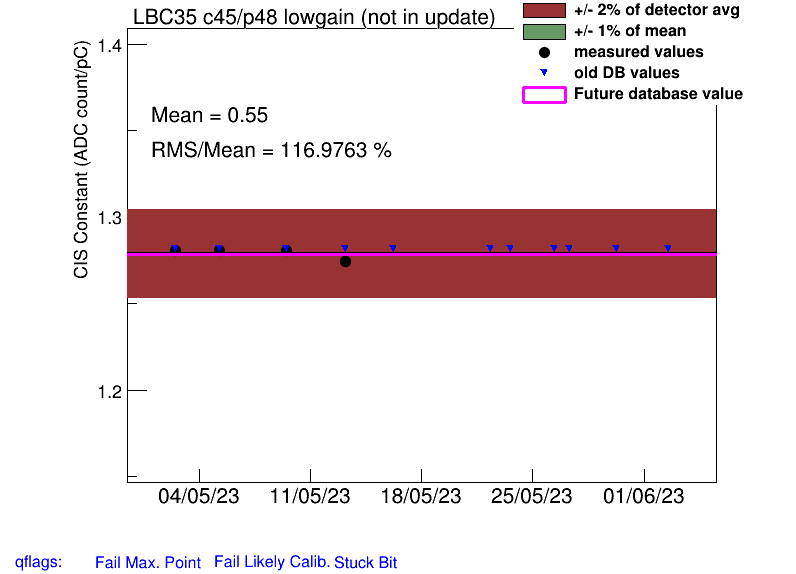 LBC35 c45/p48 lowgain (not in update)
+/- 2% of detector avg
+/- 1% of mean
measured values
old DB values
Future database value
CIS Constant (ADC count/pC)
Mean = 0.55
RMS/Mean = 116.9763 %
1.4
1.3
1.2
04/05/23 11/05/23 18/05/23 25/05/23 01/06/23
qflags: Fail Max. Point Fail Likely Calib. Stuck Bit